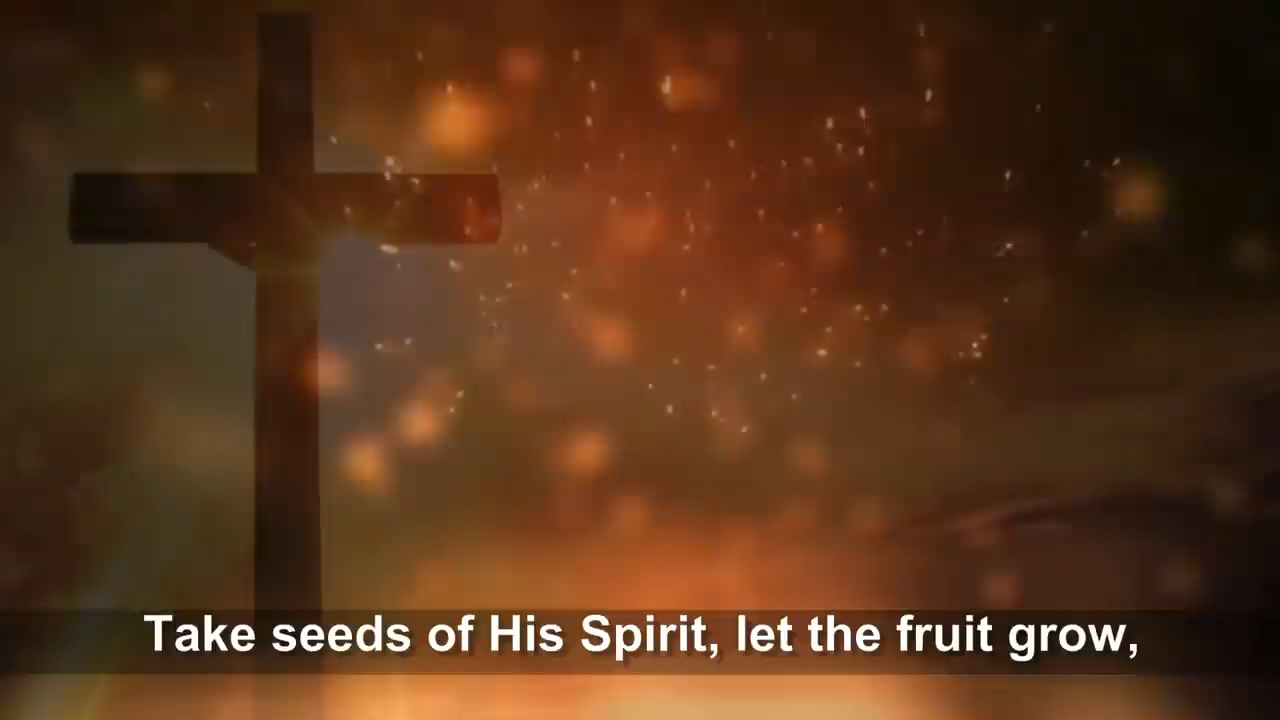 Take seeds of His Spirit, let the fruit grow,